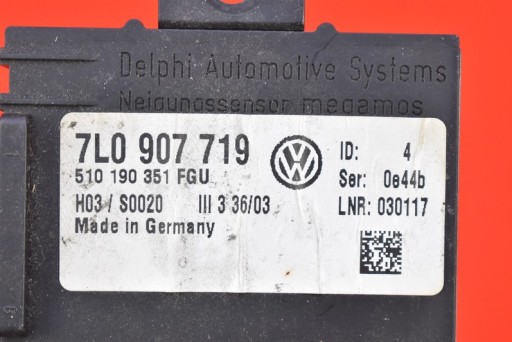 Delphi Automotive Systems
Neigungssensor megamos
7L0 907 719
510 190 351 FGU
H03 / S0020 III 3 36/03
Made in Germany
ID: 4
Ser: 0e44b
LNR: 030117